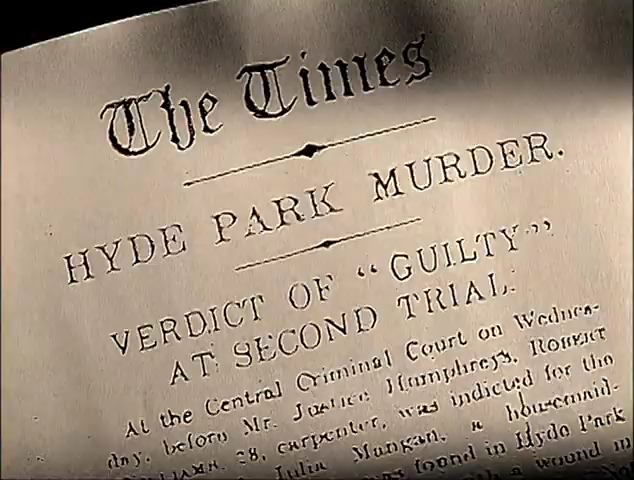 The Times
HYDE PARK MURDER.
VERDICT OF "GUILTY"
AT SECOND TRIAL.
At the Central Criminal Court on Wednes-
day, before Mr. Justice Humphreys, ROBERT
28, carpenter, was indicted for the
Julia Mangan, a housemaid-
found in Hyde Park
a wound in